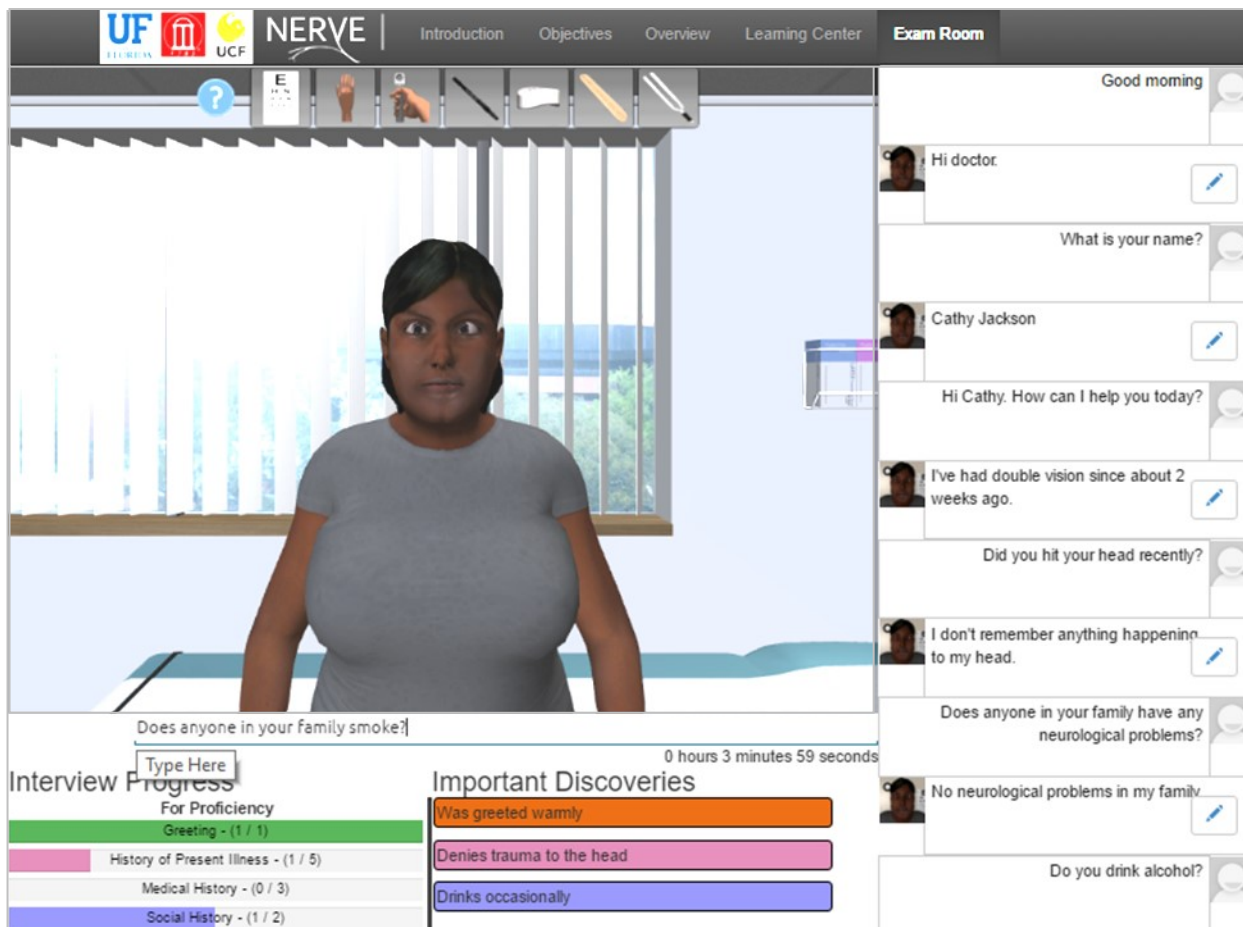 UF
FLORIDA
UCF
NERVE
Introduction
Objectives
Overview
Learning Center
Exam Room
?
E
Good morning
Hi doctor.
What is your name?
Cathy Jackson
Hi Cathy. How can I help you today?
I've had double vision since about 2
weeks ago.
Did you hit your head recently?
I don't remember anything happening
to my head.
Does anyone in your family have any
neurological problems?
No neurological problems in my family.
Do you drink alcohol?
Does anyone in your family smoke?
Type Here
0 hours 3 minutes 59 seconds
Interview Progress
For Proficiency
Greeting - (1 / 1)
History of Present Illness - (1 / 5)
Medical History - (0 / 3)
Social History - (1 / 2)
Important Discoveries
Was greeted warmly
Denies trauma to the head
Drinks occasionally